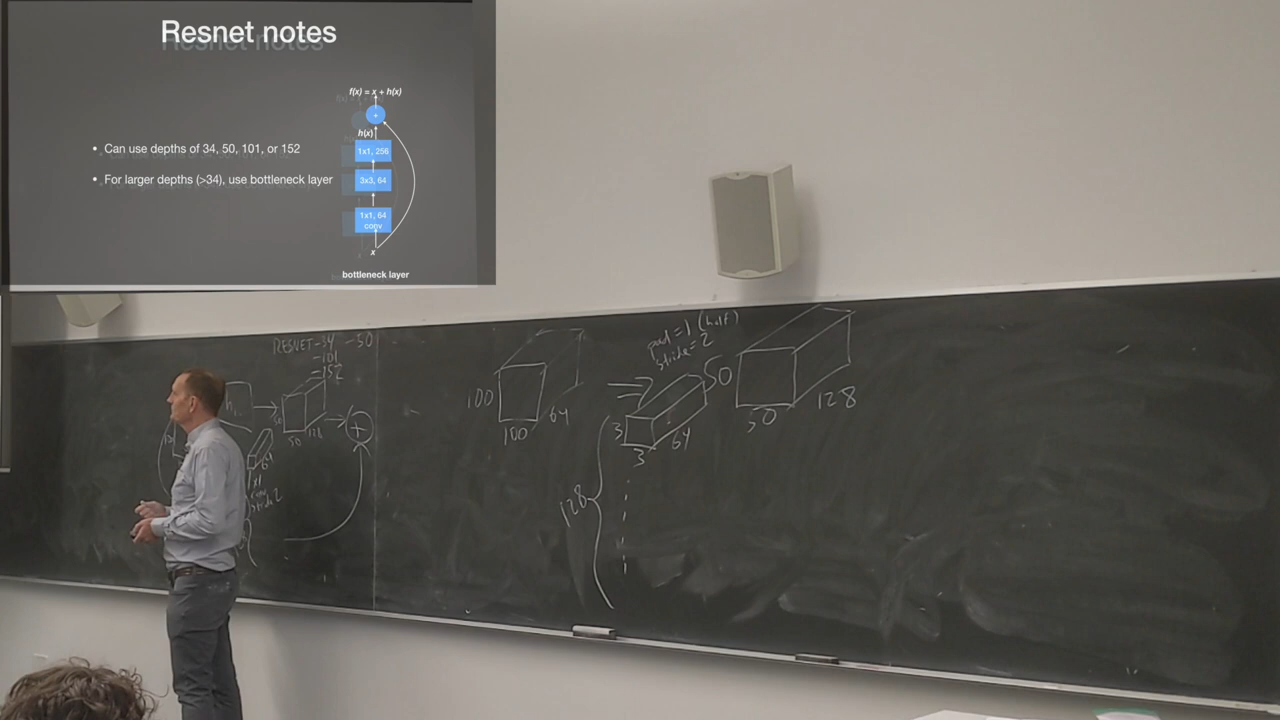 Resnet notes
f(x) = x + h(x)
+
h(x)
1x1, 256
• Can use depths of 34, 50, 101, or 152
• For larger depths (>34), use bottleneck layer
3x3, 64
1x1, 64
conv
x
bottleneck layer
RESNET-34 -50
-101
-152
50
50
128
+
64
1x1
stride 2
100
100
64
pad = 1 (half)
stride = 2
3
3
64
128
50
50
128